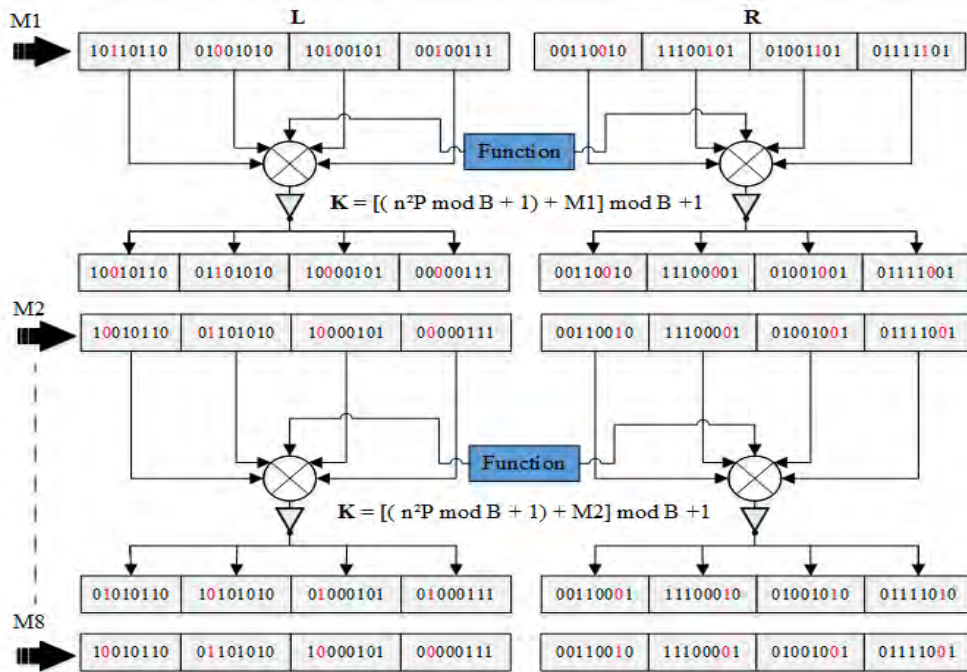 L R
M1
10110110 01001010 10100101 00100111 00110010 11100101 01001101 01111101
Function
K = [( n²P mod B + 1) + M1] mod B +1
10010110 01101010 10000101 00000111 00110010 11100001 01001001 01111001
M2
10010110 01101010 10000101 00000111 00110010 11100001 01001001 01111001
Function
K = [( n²P mod B + 1) + M2] mod B +1
01010110 10101010 01000101 01000111 00110001 11100010 01001010 01111010
M8
10010110 01101010 10000101 00000111 00110010 11100001 01001001 01111001